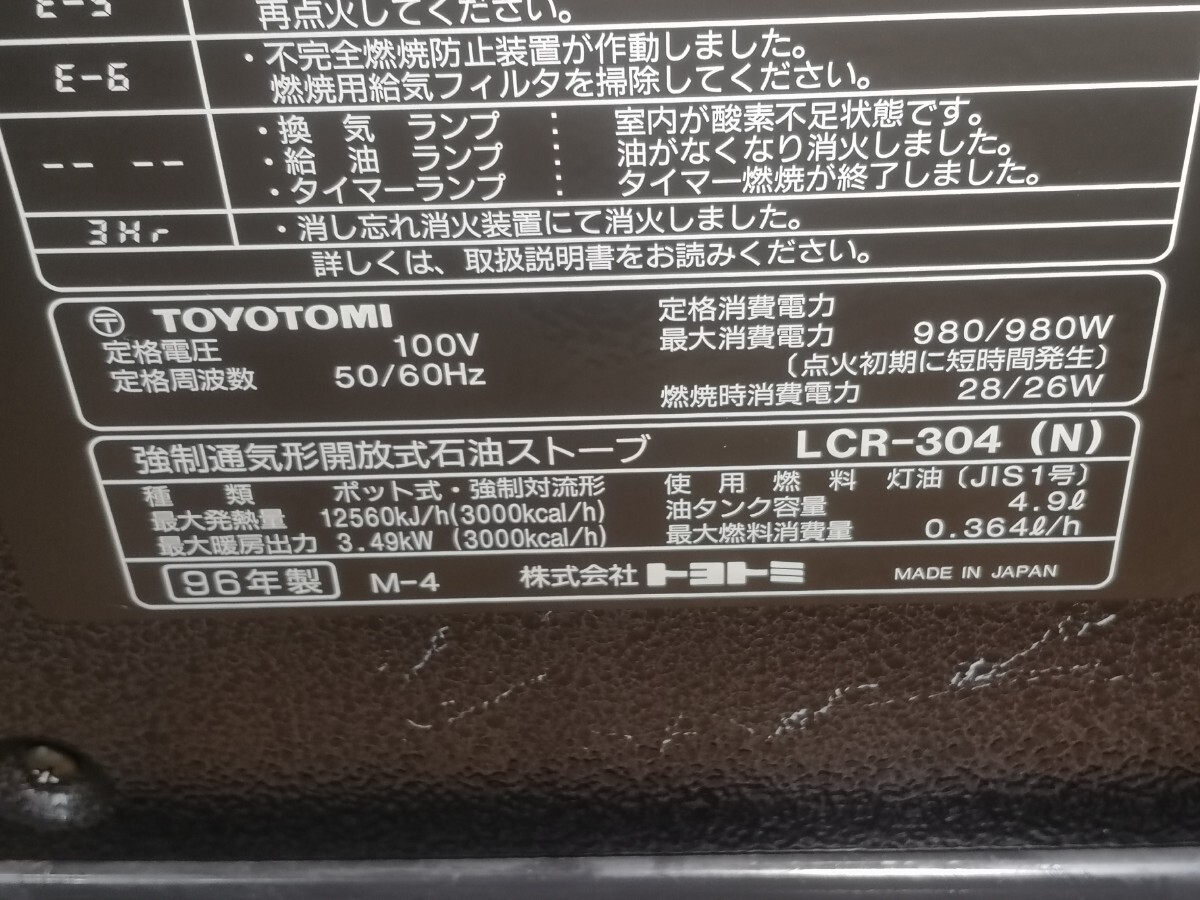 E-5 再点火してください。
E-6 ・不完全燃焼防止装置が作動しました。
燃焼用給気フィルタを掃除してください。
・換気ランプ : 室内が酸素不足状態です。
-- -- ・給油ランプ : 油がなくなり消火しました。
・タイマーランプ : タイマー燃焼が終了しました。
3Hr ・消し忘れ消火装置にて消火しました。
詳しくは、取扱説明書をお読みください。
〒 TOYOTOMI
定格電圧 100V
定格周波数 50/60Hz
定格消費電力
最大消費電力 980/980W
(点火初期に短時間発生)
燃焼時消費電力 28/26W
強制通気形開放式石油ストーブ LCR-304 (N)
種類 ポット式・強制対流形
最大発熱量 12560kJ/h(3000kcal/h)
最大暖房出力 3.49kW (3000kcal/h)
使用燃料 灯油(JIS1号)
油タンク容量 4.9ℓ
最大燃料消費量 0.364ℓ/h
96年製 M-4 株式会社トヨトミ MADE IN JAPAN